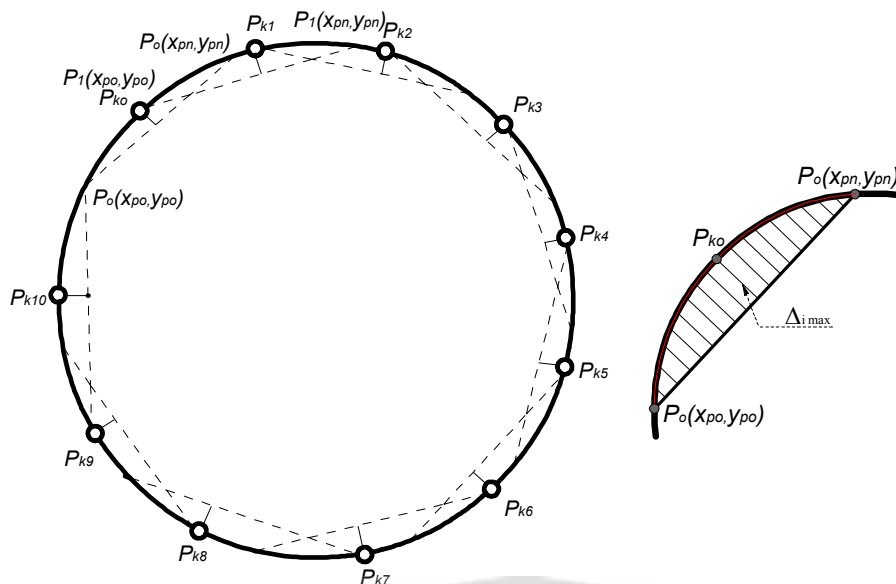 Pk1
P1(xpn,ypn)
Pk2
Po(xpn,ypn)
P1(xpo,ypo)
Pko
Pk3
Po(xpn,ypn)
Po(xpo,ypo)
Pk4
Pko
Pk10
Δi max
Pk5
Po(xpo,ypo)
Pk9
Pk6
Pk8
Pk7